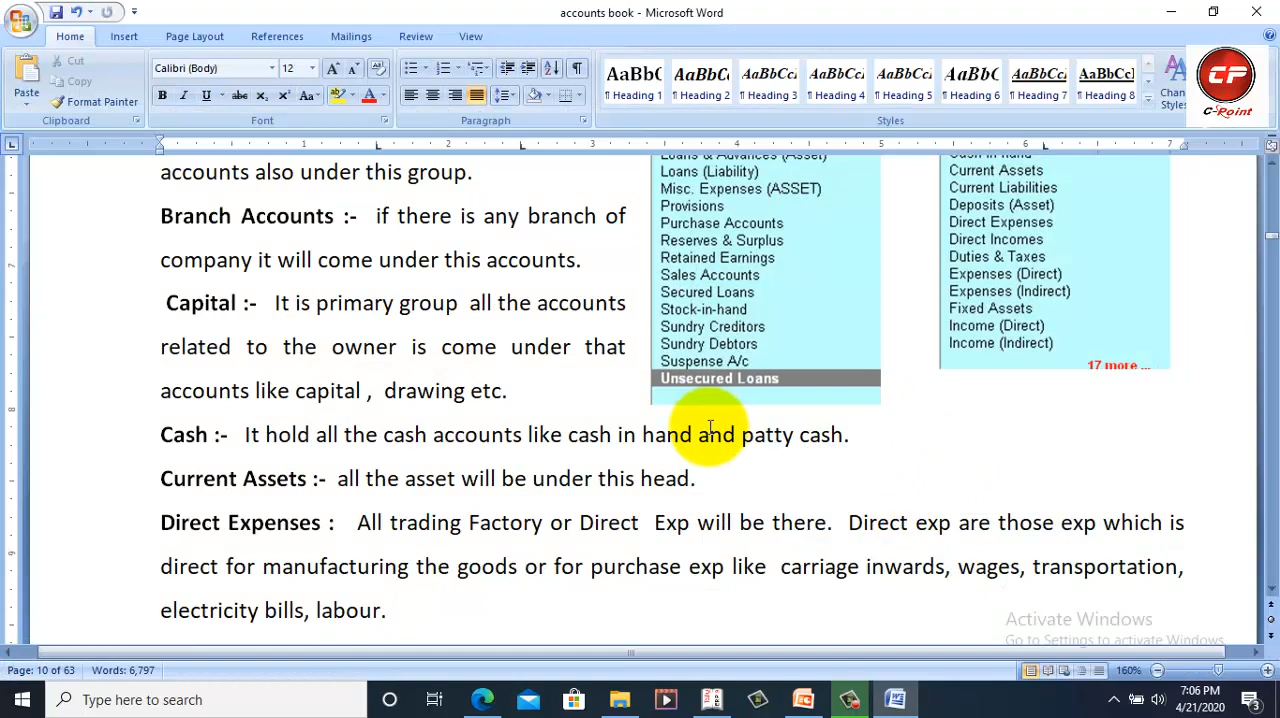 accounts book - Microsoft Word
Home Insert Page Layout References Mailings Review View
Cut
Copy
Format Painter
Paste
Clipboard
Calibri (Body) 12
Font
Paragraph
AaBbC AaBbCc AaBbCcI AaBbCcI AaBbCcI AaBbC AaBbCcI AaBbCc
¶ Heading 1 ¶ Heading 2 ¶ Heading 3 ¶ Heading 4 ¶ Heading 5 ¶ Heading 6 ¶ Heading 7 ¶ Heading 8
Styles
CP
C-Point
accounts also under this group.
Branch Accounts :- if there is any branch of
company it will come under this accounts.
Capital :- It is primary group all the accounts
related to the owner is come under that
accounts like capital , drawing etc.
Loans & Advances (Asset)
Loans (Liability)
Misc. Expenses (ASSET)
Provisions
Purchase Accounts
Reserves & Surplus
Retained Earnings
Sales Accounts
Secured Loans
Stock-in-hand
Sundry Creditors
Sundry Debtors
Suspense A/c
Unsecured Loans
Cash-in-hand
Current Assets
Current Liabilities
Deposits (Asset)
Direct Expenses
Direct Incomes
Duties & Taxes
Expenses (Direct)
Expenses (Indirect)
Fixed Assets
Income (Direct)
Income (Indirect)
17 more ...
Cash :- It hold all the cash accounts like cash in hand and patty cash.
Current Assets :- all the asset will be under this head.
Direct Expenses : All trading Factory or Direct Exp will be there. Direct exp are those exp which is
direct for manufacturing the goods or for purchase exp like carriage inwards, wages, transportation,
electricity bills, labour.
Activate Windows
Go to Settings to activate Windows.
Page: 10 of 63 Words: 6,797
160%
Type here to search
7:06 PM
4/21/2020